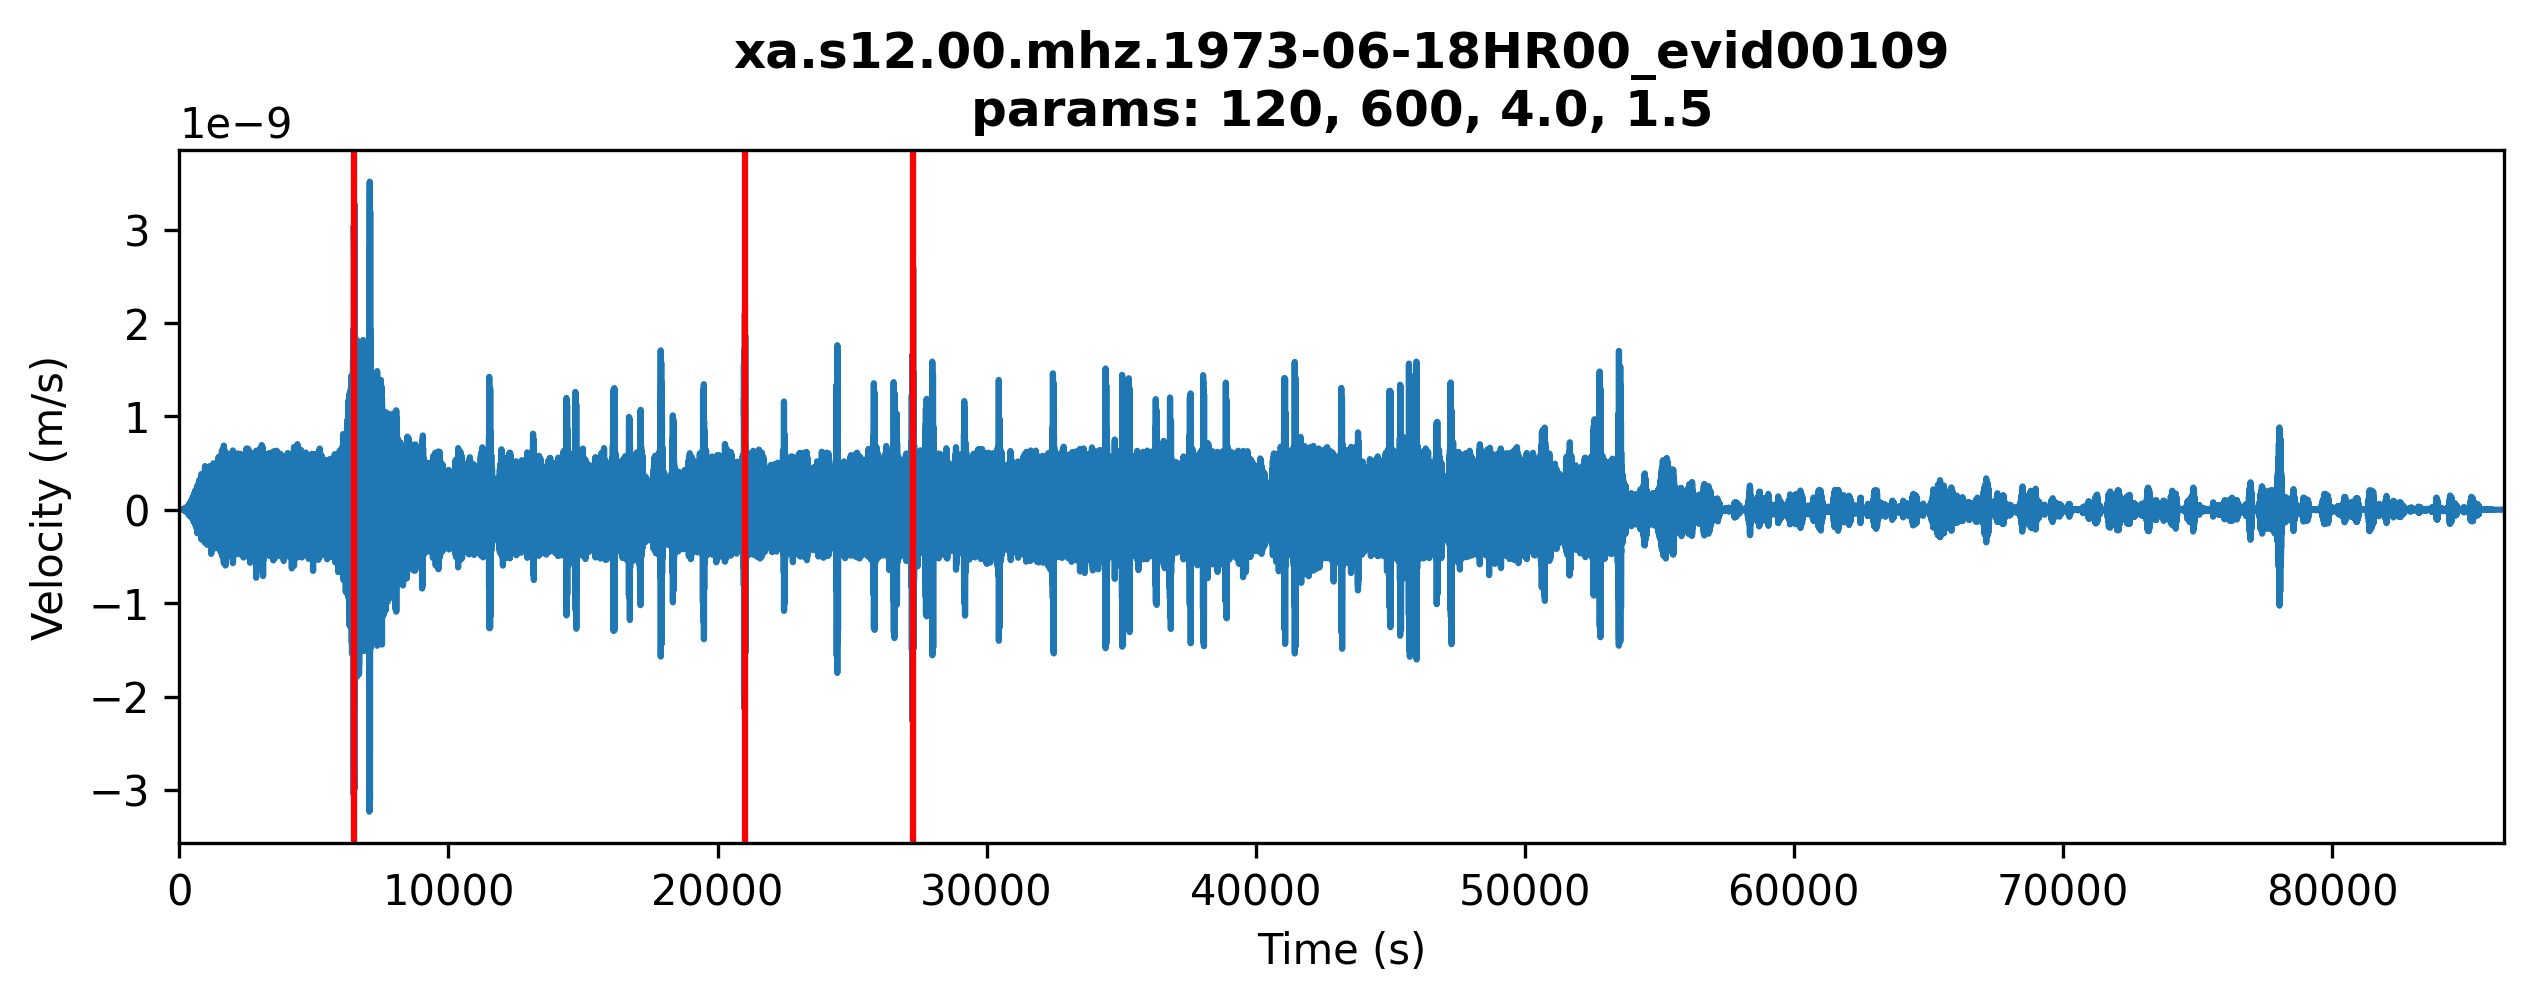 xa.s12.00.mhz.1973-06-18HR00_evid00109
params: 120, 600, 4.0, 1.5
1e−9
3
2
1
0
−1
−2
−3
Velocity (m/s)
0 10000 20000 30000 40000 50000 60000 70000 80000
Time (s)